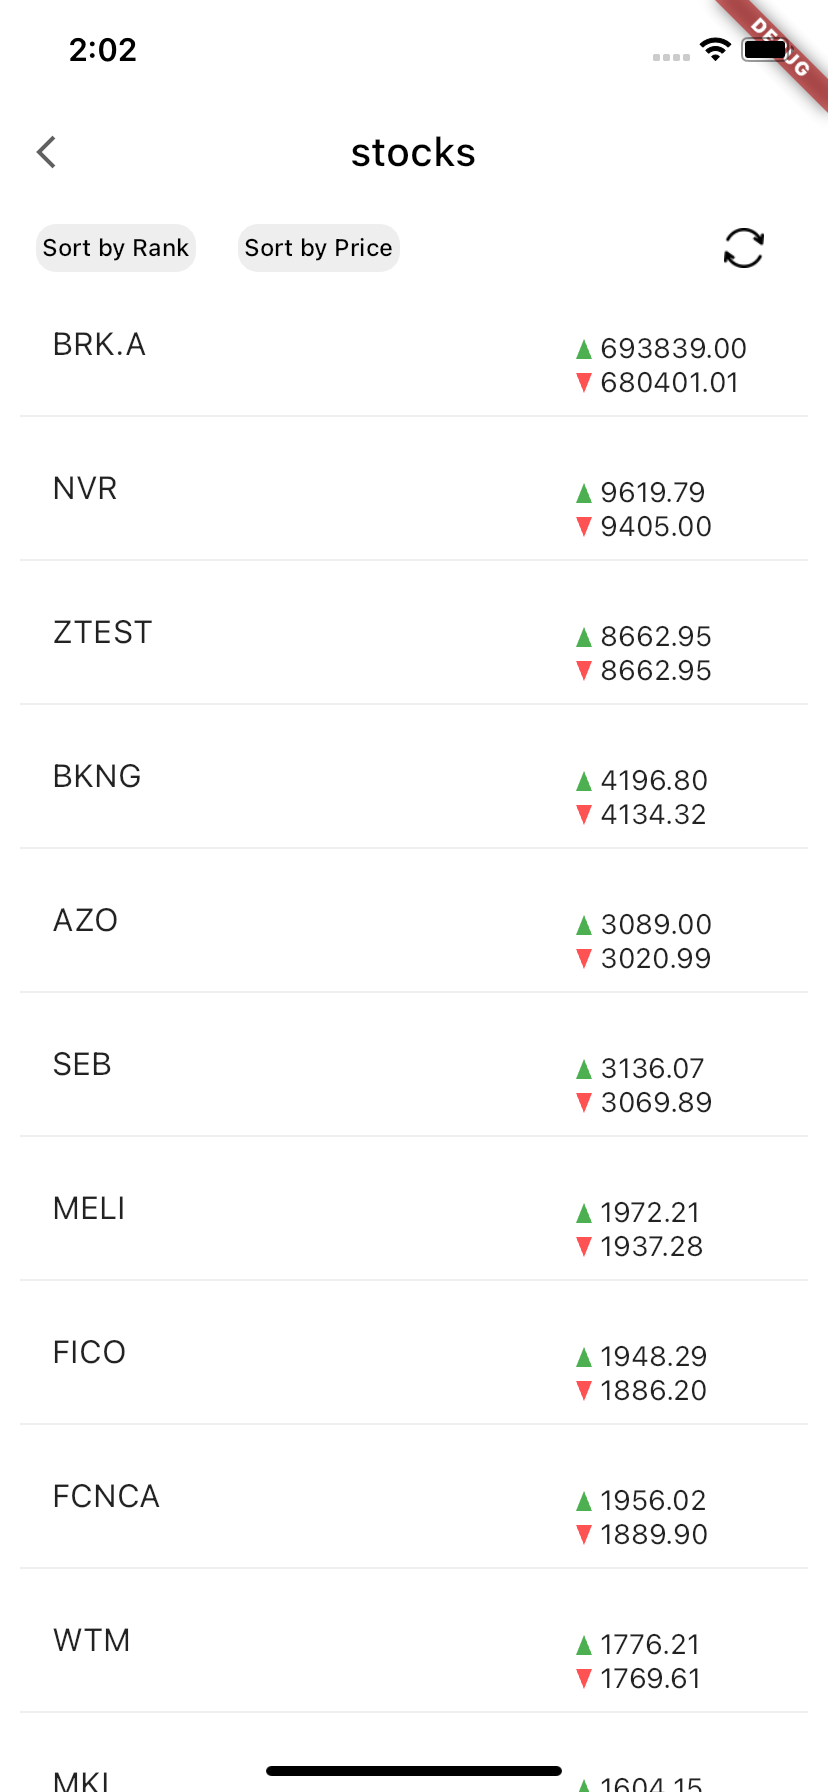 2:02
DEBUG
stocks
Sort by Rank
Sort by Price
BRK.A
693839.00
680401.01
NVR
9619.79
9405.00
ZTEST
8662.95
8662.95
BKNG
4196.80
4134.32
AZO
3089.00
3020.99
SEB
3136.07
3069.89
MELI
1972.21
1937.28
FICO
1948.29
1886.20
FCNCA
1956.02
1889.90
WTM
1776.21
1769.61
MKL
1604.15